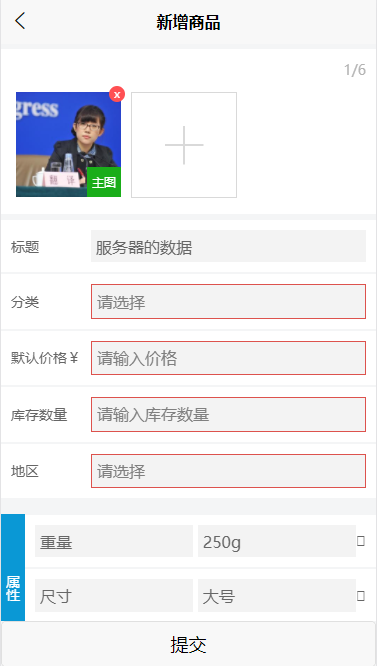 新增商品
1/6
gress
x
翻 译
主图
标题 服务器的数据
分类 请选择
默认价格¥ 请输入价格
库存数量 请输入库存数量
地区 请选择
属性
重量 250g
尺寸 大号
提交